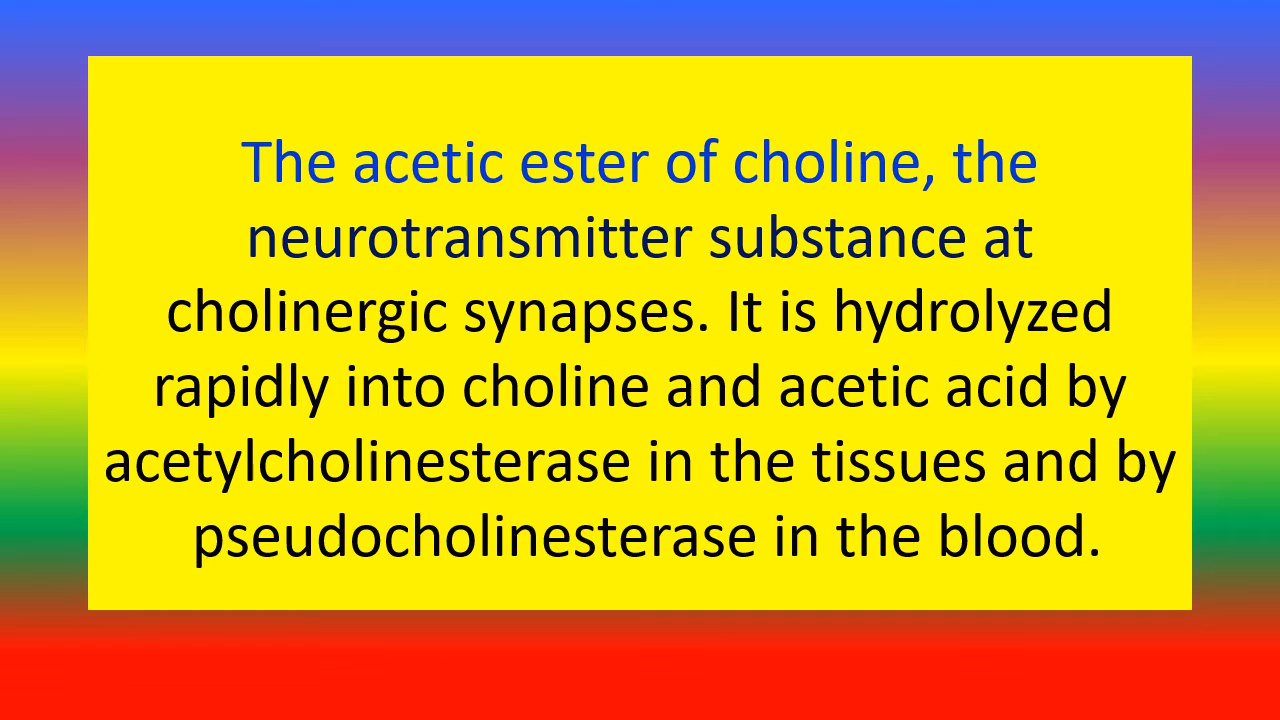 The acetic ester of choline, the
neurotransmitter substance at
cholinergic synapses. It is hydrolyzed
rapidly into choline and acetic acid by
acetylcholinesterase in the tissues and by
pseudocholinesterase in the blood.